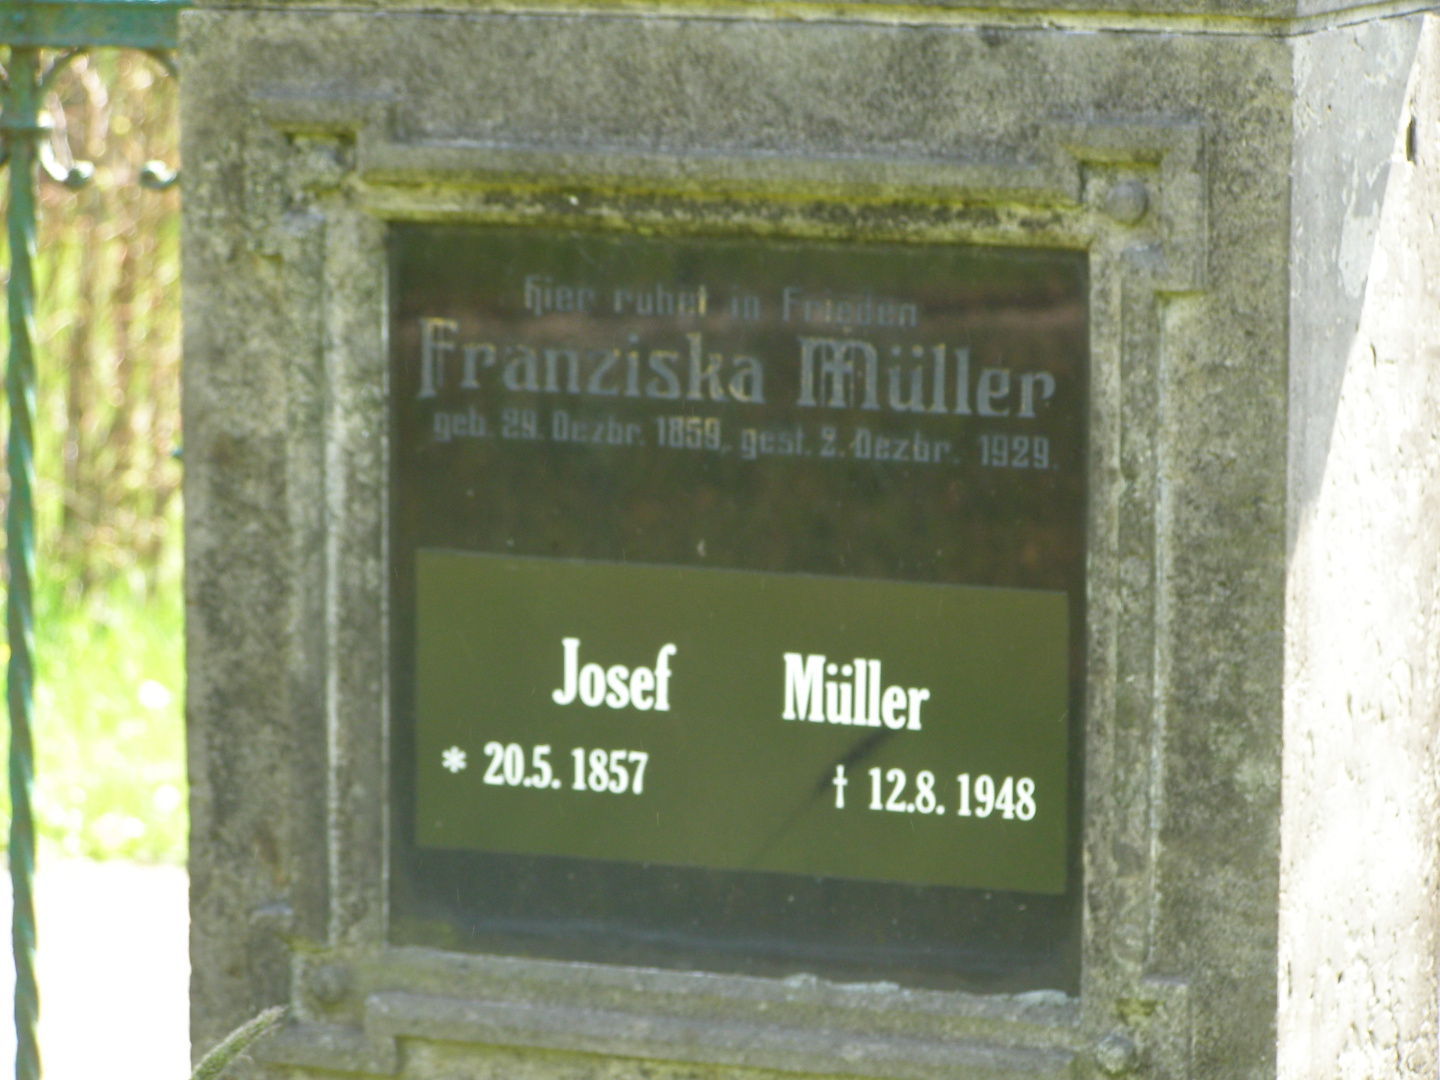 hier ruhet in Frieden
Franziska Müller
geb. 29. Dezbr. 1859, gest. 2. Dezbr. 1929.
Josef Müller
* 20.5. 1857 † 12.8. 1948